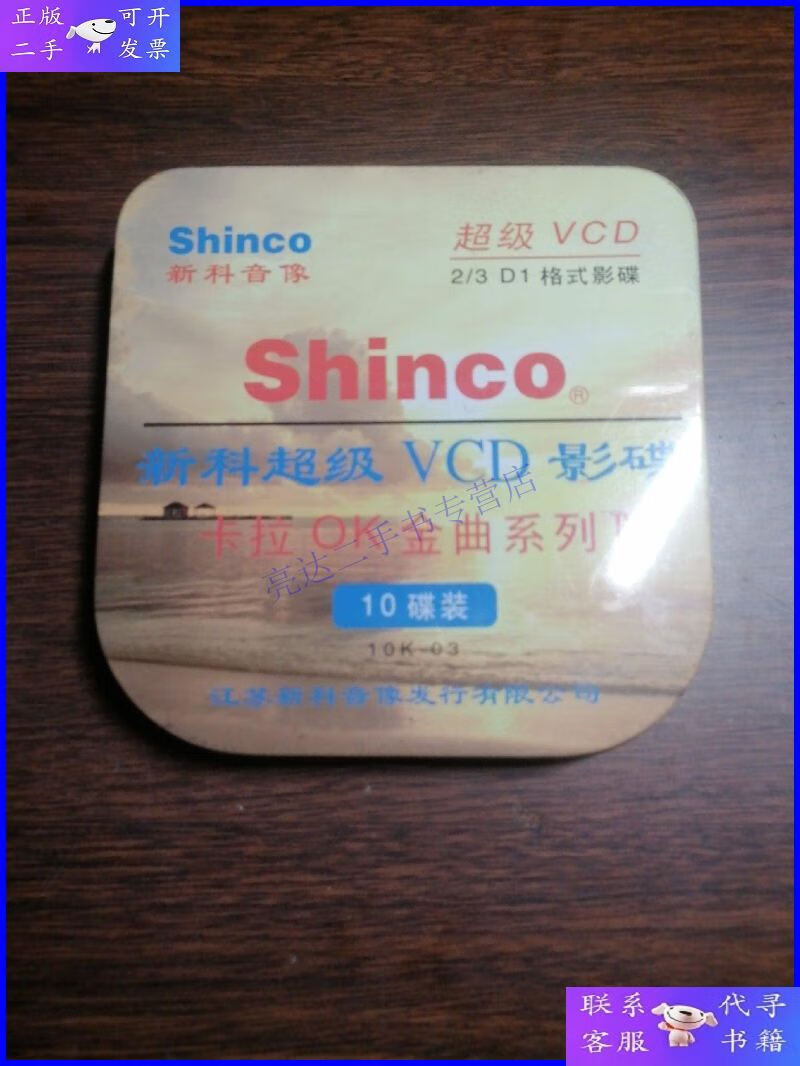 正版 可开
二手 发票
Shinco
新科音像
超级 VCD
2/3 D1 格式影碟
Shinco®
新科超级 VCD 影碟
卡拉 OK 金曲系列
亮达二手书专营店
10 碟装
10K-03
江苏新科音像发行有限公司
联系 代寻
客服 书籍